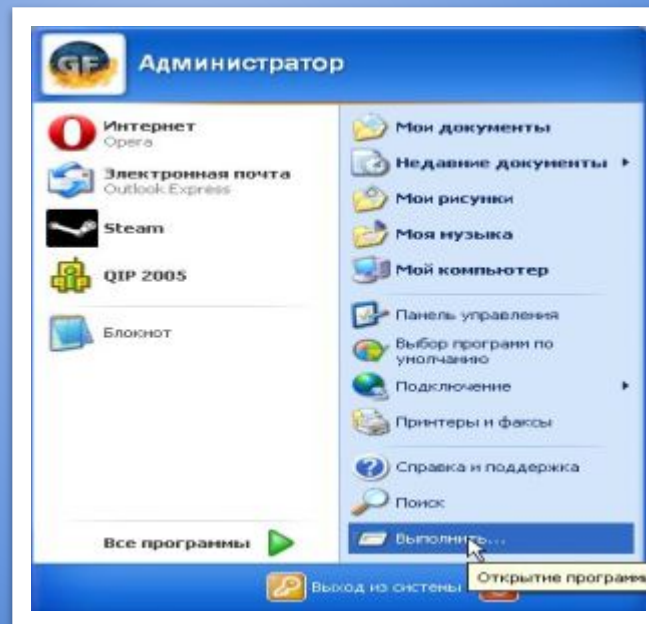 GF
Администратор
Интернет
Opera
Электронная почта
Outlook Express
Steam
QIP 2005
Блокнот
Все программы
Мои документы
Недавние документы
Мои рисунки
Моя музыка
Мой компьютер
Панель управления
Выбор программ по
умолчанию
Подключение
Принтеры и факсы
Справка и поддержка
Поиск
Выполнить...
Открытие программ
Выход из системы